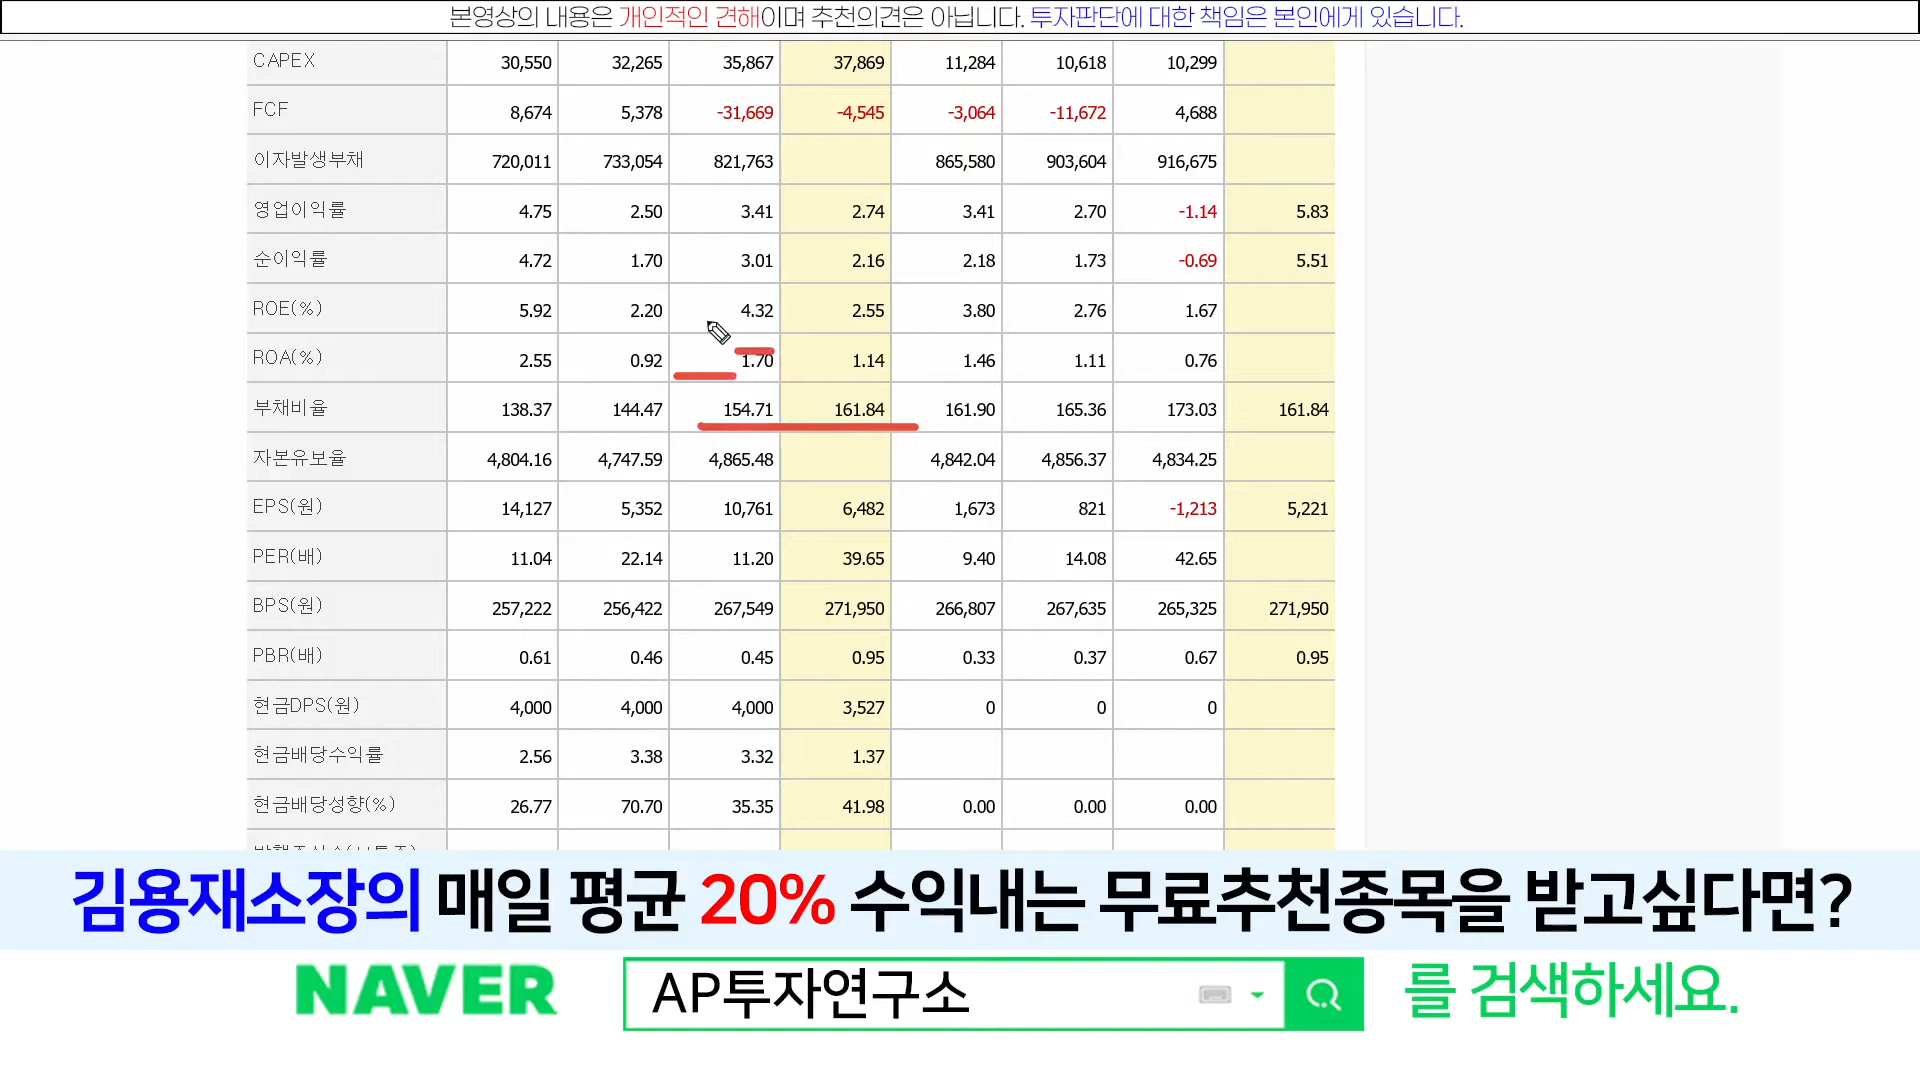 본영상의 내용은 개인적인 견해이며 추천의견은 아닙니다. 투자판단에 대한 책임은 본인에게 있습니다.
CAPEX 30,550 32,265 35,867 37,869 11,284 10,618 10,299
FCF 8,674 5,378 -31,669 -4,545 -3,064 -11,672 4,688
이자발생부채 720,011 733,054 821,763 865,580 903,604 916,675
영업이익률 4.75 2.50 3.41 2.74 3.41 2.70 -1.14 5.83
순이익률 4.72 1.70 3.01 2.16 2.18 1.73 -0.69 5.51
ROE(%) 5.92 2.20 4.32 2.55 3.80 2.76 1.67
ROA(%) 2.55 0.92 1.70 1.14 1.46 1.11 0.76
부채비율 138.37 144.47 154.71 161.84 161.90 165.36 173.03 161.84
자본유보율 4,804.16 4,747.59 4,865.48 4,842.04 4,856.37 4,834.25
EPS(원) 14,127 5,352 10,761 6,482 1,673 821 -1,213 5,221
PER(배) 11.04 22.14 11.20 39.65 9.40 14.08 42.65
BPS(원) 257,222 256,422 267,549 271,950 266,807 267,635 265,325 271,950
PBR(배) 0.61 0.46 0.45 0.95 0.33 0.37 0.67 0.95
현금DPS(원) 4,000 4,000 4,000 3,527 0 0 0
현금배당수익률 2.56 3.38 3.32 1.37
현금배당성향(%) 26.77 70.70 35.35 41.98 0.00 0.00 0.00
김용재소장의 매일 평균 20% 수익내는 무료추천종목을 받고싶다면?
NAVER AP투자연구소 를 검색하세요.